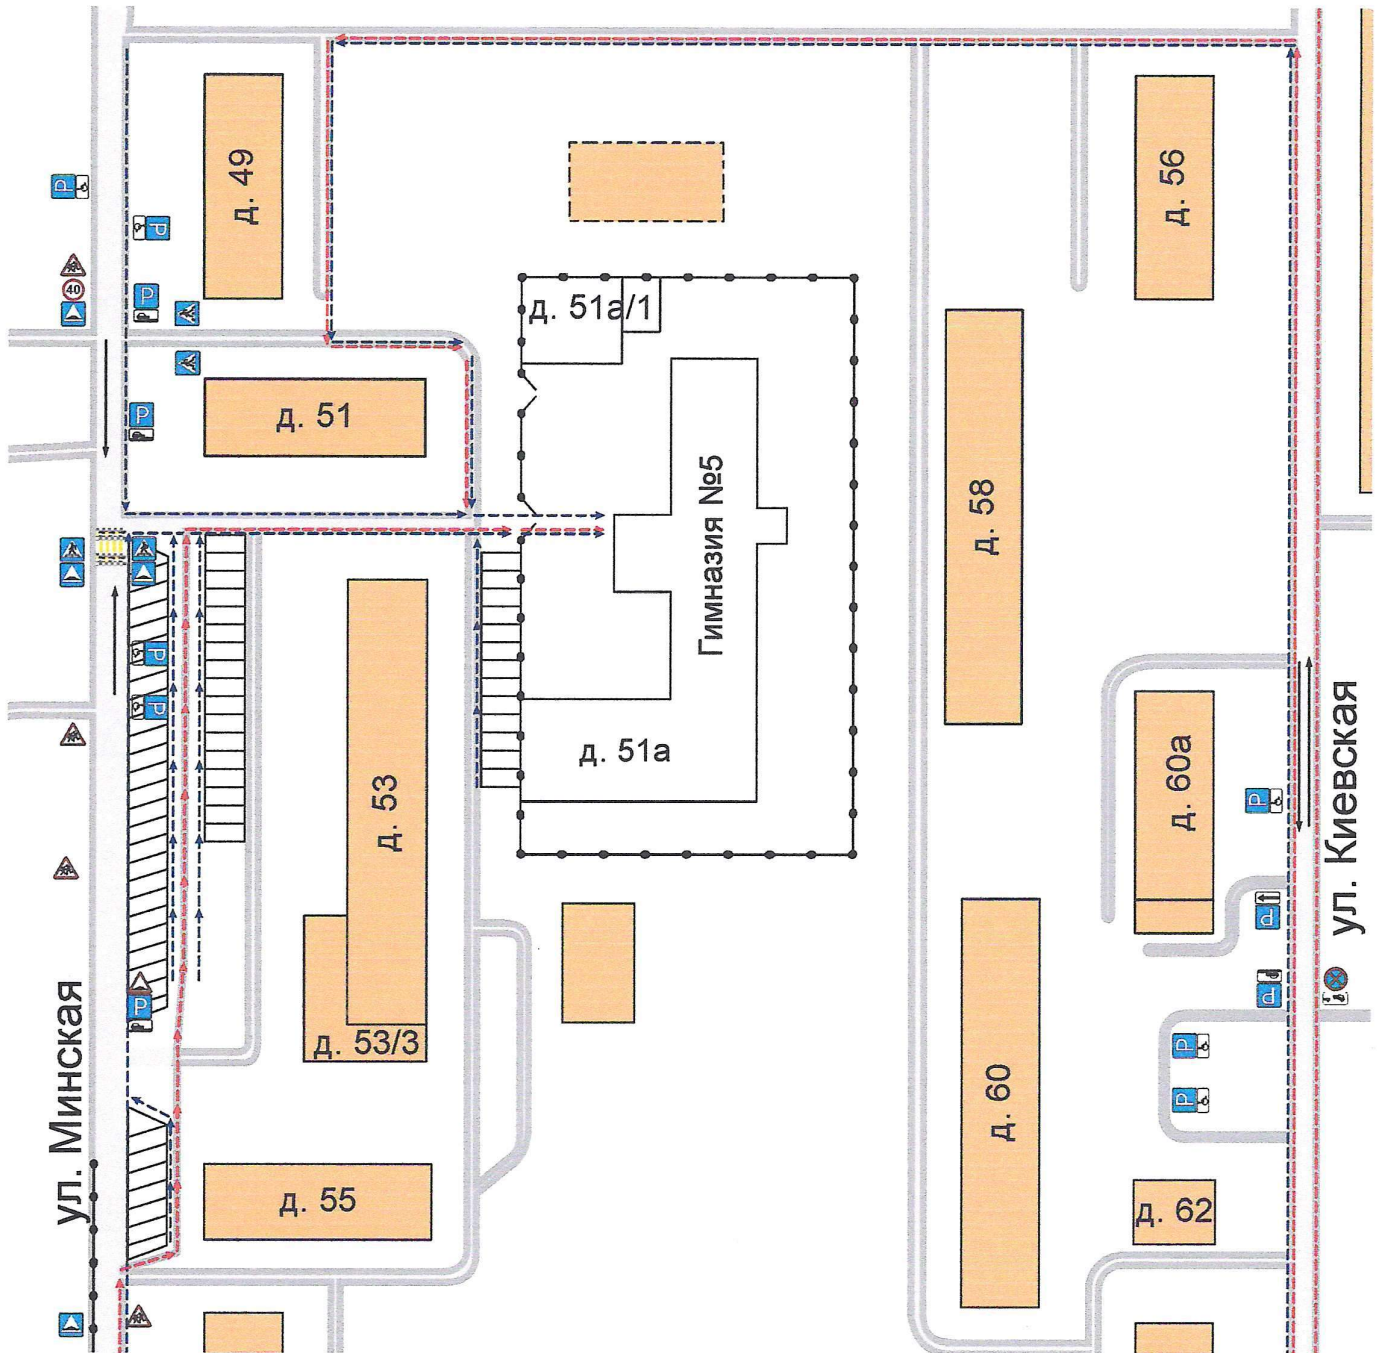 д. 49
д. 56
д. 51а/1
40
д. 51
Гимназия №5
д. 58
д. 51а
д. 53
д. 60а
ул. Киевская
ул. Минская
д. 53/3
д. 60
д. 55
д. 62
P
P
P
P
P
P
P
P
P
P
P
P